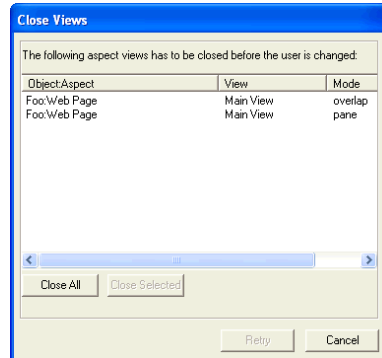 Close Views
The following aspect views has to be closed before the user is changed:
Object:Aspect View Mode
Foo:Web Page Main View overlap
Foo:Web Page Main View pane
Close All Close Selected
Retry Cancel